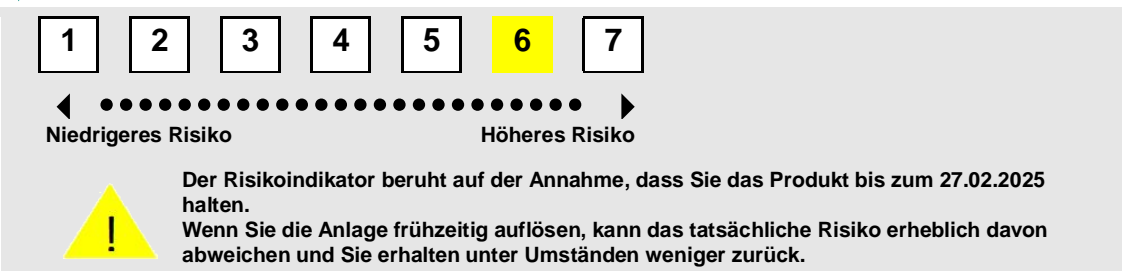 1 2 3 4 5 6 7
Niedrigeres Risiko Höheres Risiko
Der Risikoindikator beruht auf der Annahme, dass Sie das Produkt bis zum 27.02.2025
halten.
! Wenn Sie die Anlage frühzeitig auflösen, kann das tatsächliche Risiko erheblich davon
abweichen und Sie erhalten unter Umständen weniger zurück.